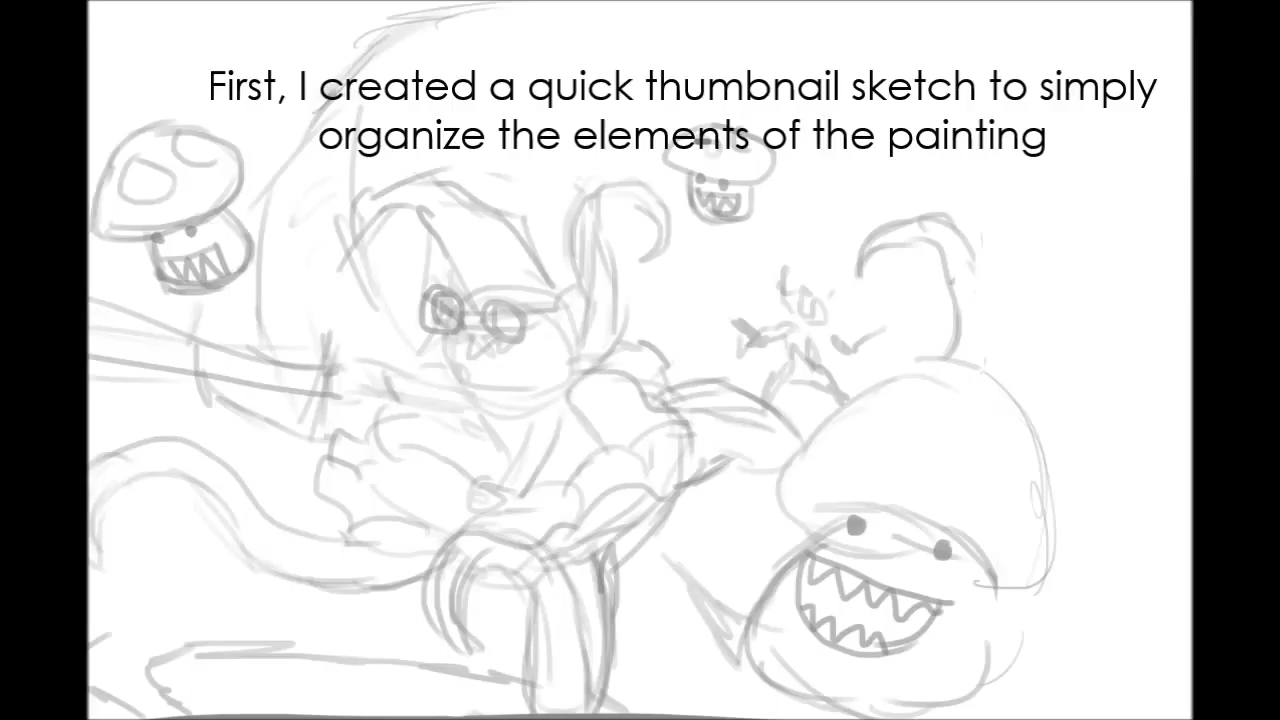 First, I created a quick thumbnail sketch to simply
organize the elements of the painting